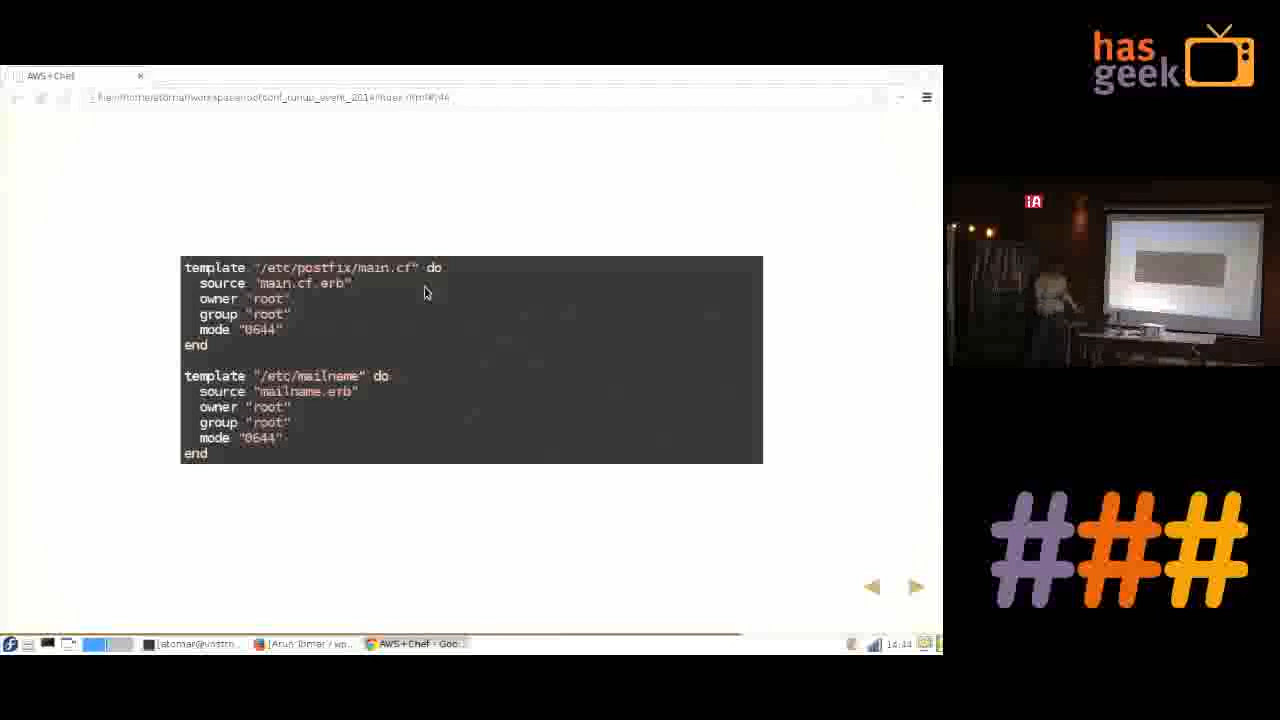 AWS+Chef
template "/etc/postfix/main.cf" do
source "main.cf.erb"
owner "root"
group "root"
mode "0644"
end
template "/etc/mailname" do
source "mailname.erb"
owner "root"
group "root"
mode "0644"
end
AWS+Chef - Goo...
14:44
has
geek
iA
###